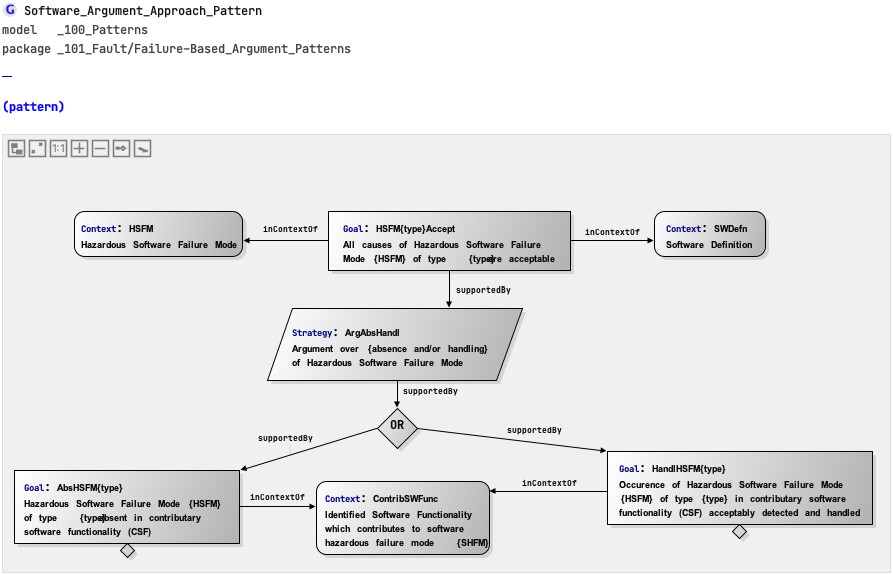 G Software_Argument_Approach_Pattern
model _100_Patterns
package _101_Fault/Failure-Based_Argument_Patterns
(pattern)
1:1
Context: HSFM
Hazardous Software Failure Mode
inContextOf
Goal: HSFM{type}Accept
All causes of Hazardous Software Failure
Mode {HSFM} of type {type}are acceptable
inContextOf
Context: SWDefn
Software Definition
supportedBy
Strategy: ArgAbsHandl
Argument over {absence and/or handling}
of Hazardous Software Failure Mode
supportedBy
OR
supportedBy
supportedBy
Goal: AbsHSFM{type}
Hazardous Software Failure Mode {HSFM}
of type {type}absent in contributary
software functionality (CSF)
inContextOf
Context: ContribSWFunc
Identified Software Functionality
which contributes to software
hazardous failure mode {SHFM}
inContextOf
Goal: HandlHSFM{type}
Occurence of Hazardous Software Failure Mode
{HSFM} of type {type} in contributary software
functionality (CSF) acceptably detected and handled